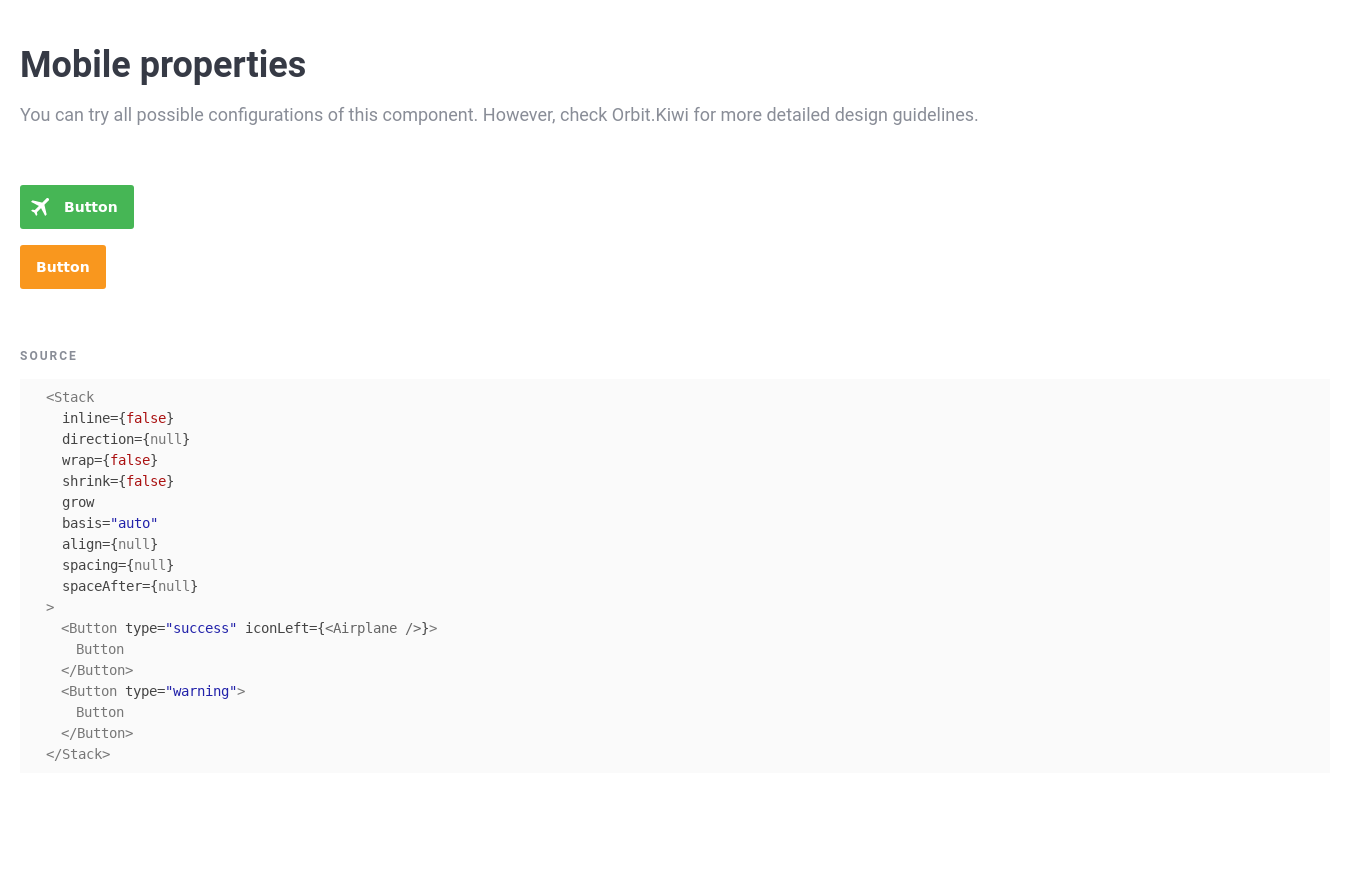 Mobile properties
You can try all possible configurations of this component. However, check Orbit.Kiwi for more detailed design guidelines.
Button
Button
SOURCE
<Stack
  inline={false}
  direction={null}
  wrap={false}
  shrink={false}
  grow
  basis="auto"
  align={null}
  spacing={null}
  spaceAfter={null}
>
  <Button type="success" iconLeft={<Airplane />}>
    Button
  </Button>
  <Button type="warning">
    Button
  </Button>
</Stack>